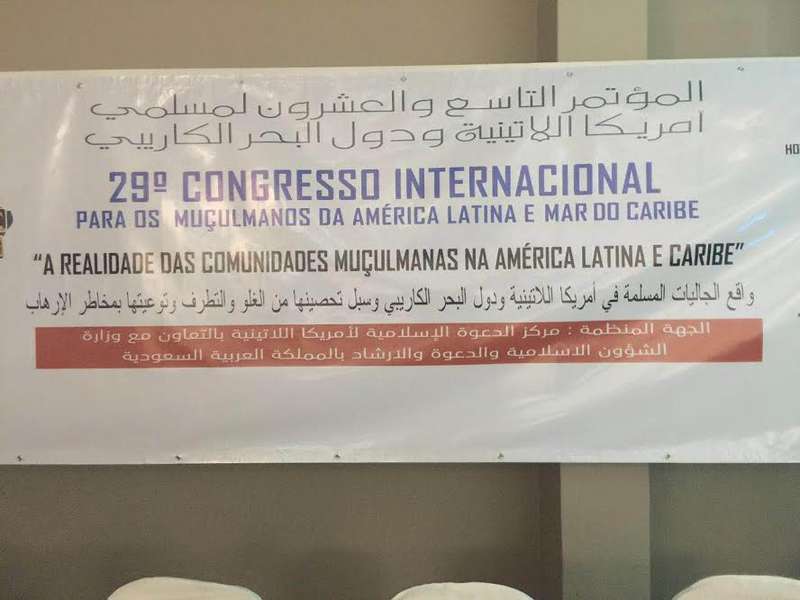 المؤتمر التاسع والعشرون لمسلمي
امريكا اللاتينية ودول البحر الكاريبي
29º CONGRESSO INTERNACIONAL
PARA OS MUÇULMANOS DA AMÉRICA LATINA E MAR DO CARIBE
"A REALIDADE DAS COMUNIDADES MUÇULMANAS NA AMÉRICA LATINA E CARIBE"
واقع الجاليات المسلمة في أمريكا اللاتينية ودول البحر الكاريبي وسبل تحصينها من الغلو والتطرف وتوعيتها بمخاطر الإرهاب
الجهة المنظمة : مركز الدعوة الإسلامية لأمريكا اللاتينية بالتعاون مع وزارة
الشؤون الاسلامية والدعوة والارشاد بالمملكة العربية السعودية